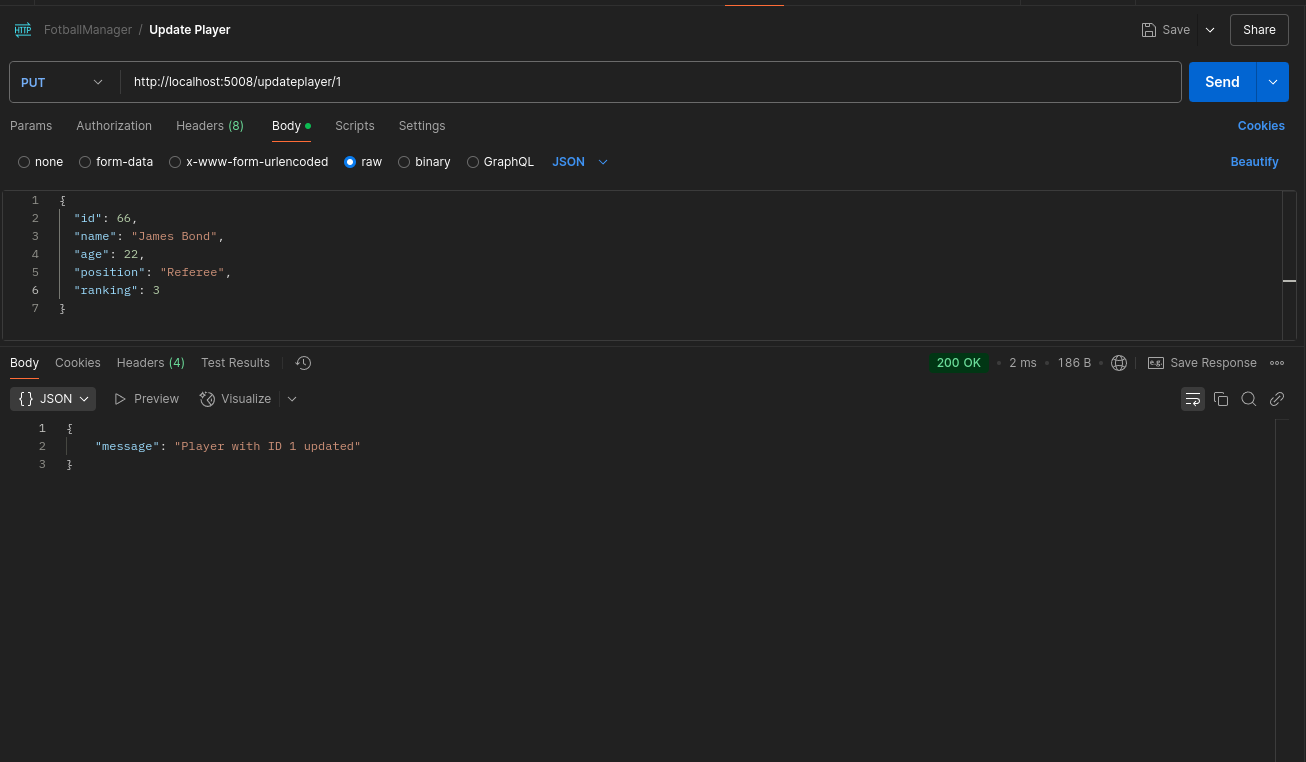 HTTP FotballManager / Update Player Save Share
PUT http://localhost:5008/updateplayer/1 Send
Params Authorization Headers (8) Body Scripts Settings Cookies
none form-data x-www-form-urlencoded raw binary GraphQL JSON Beautify
1 {
2 "id": 66,
3 "name": "James Bond",
4 "age": 22,
5 "position": "Referee",
6 "ranking": 3
7 }
Body Cookies Headers (4) Test Results 200 OK • 2 ms • 186 B • e.g. Save Response
{} JSON Preview Visualize
1 {
2 "message": "Player with ID 1 updated"
3 }